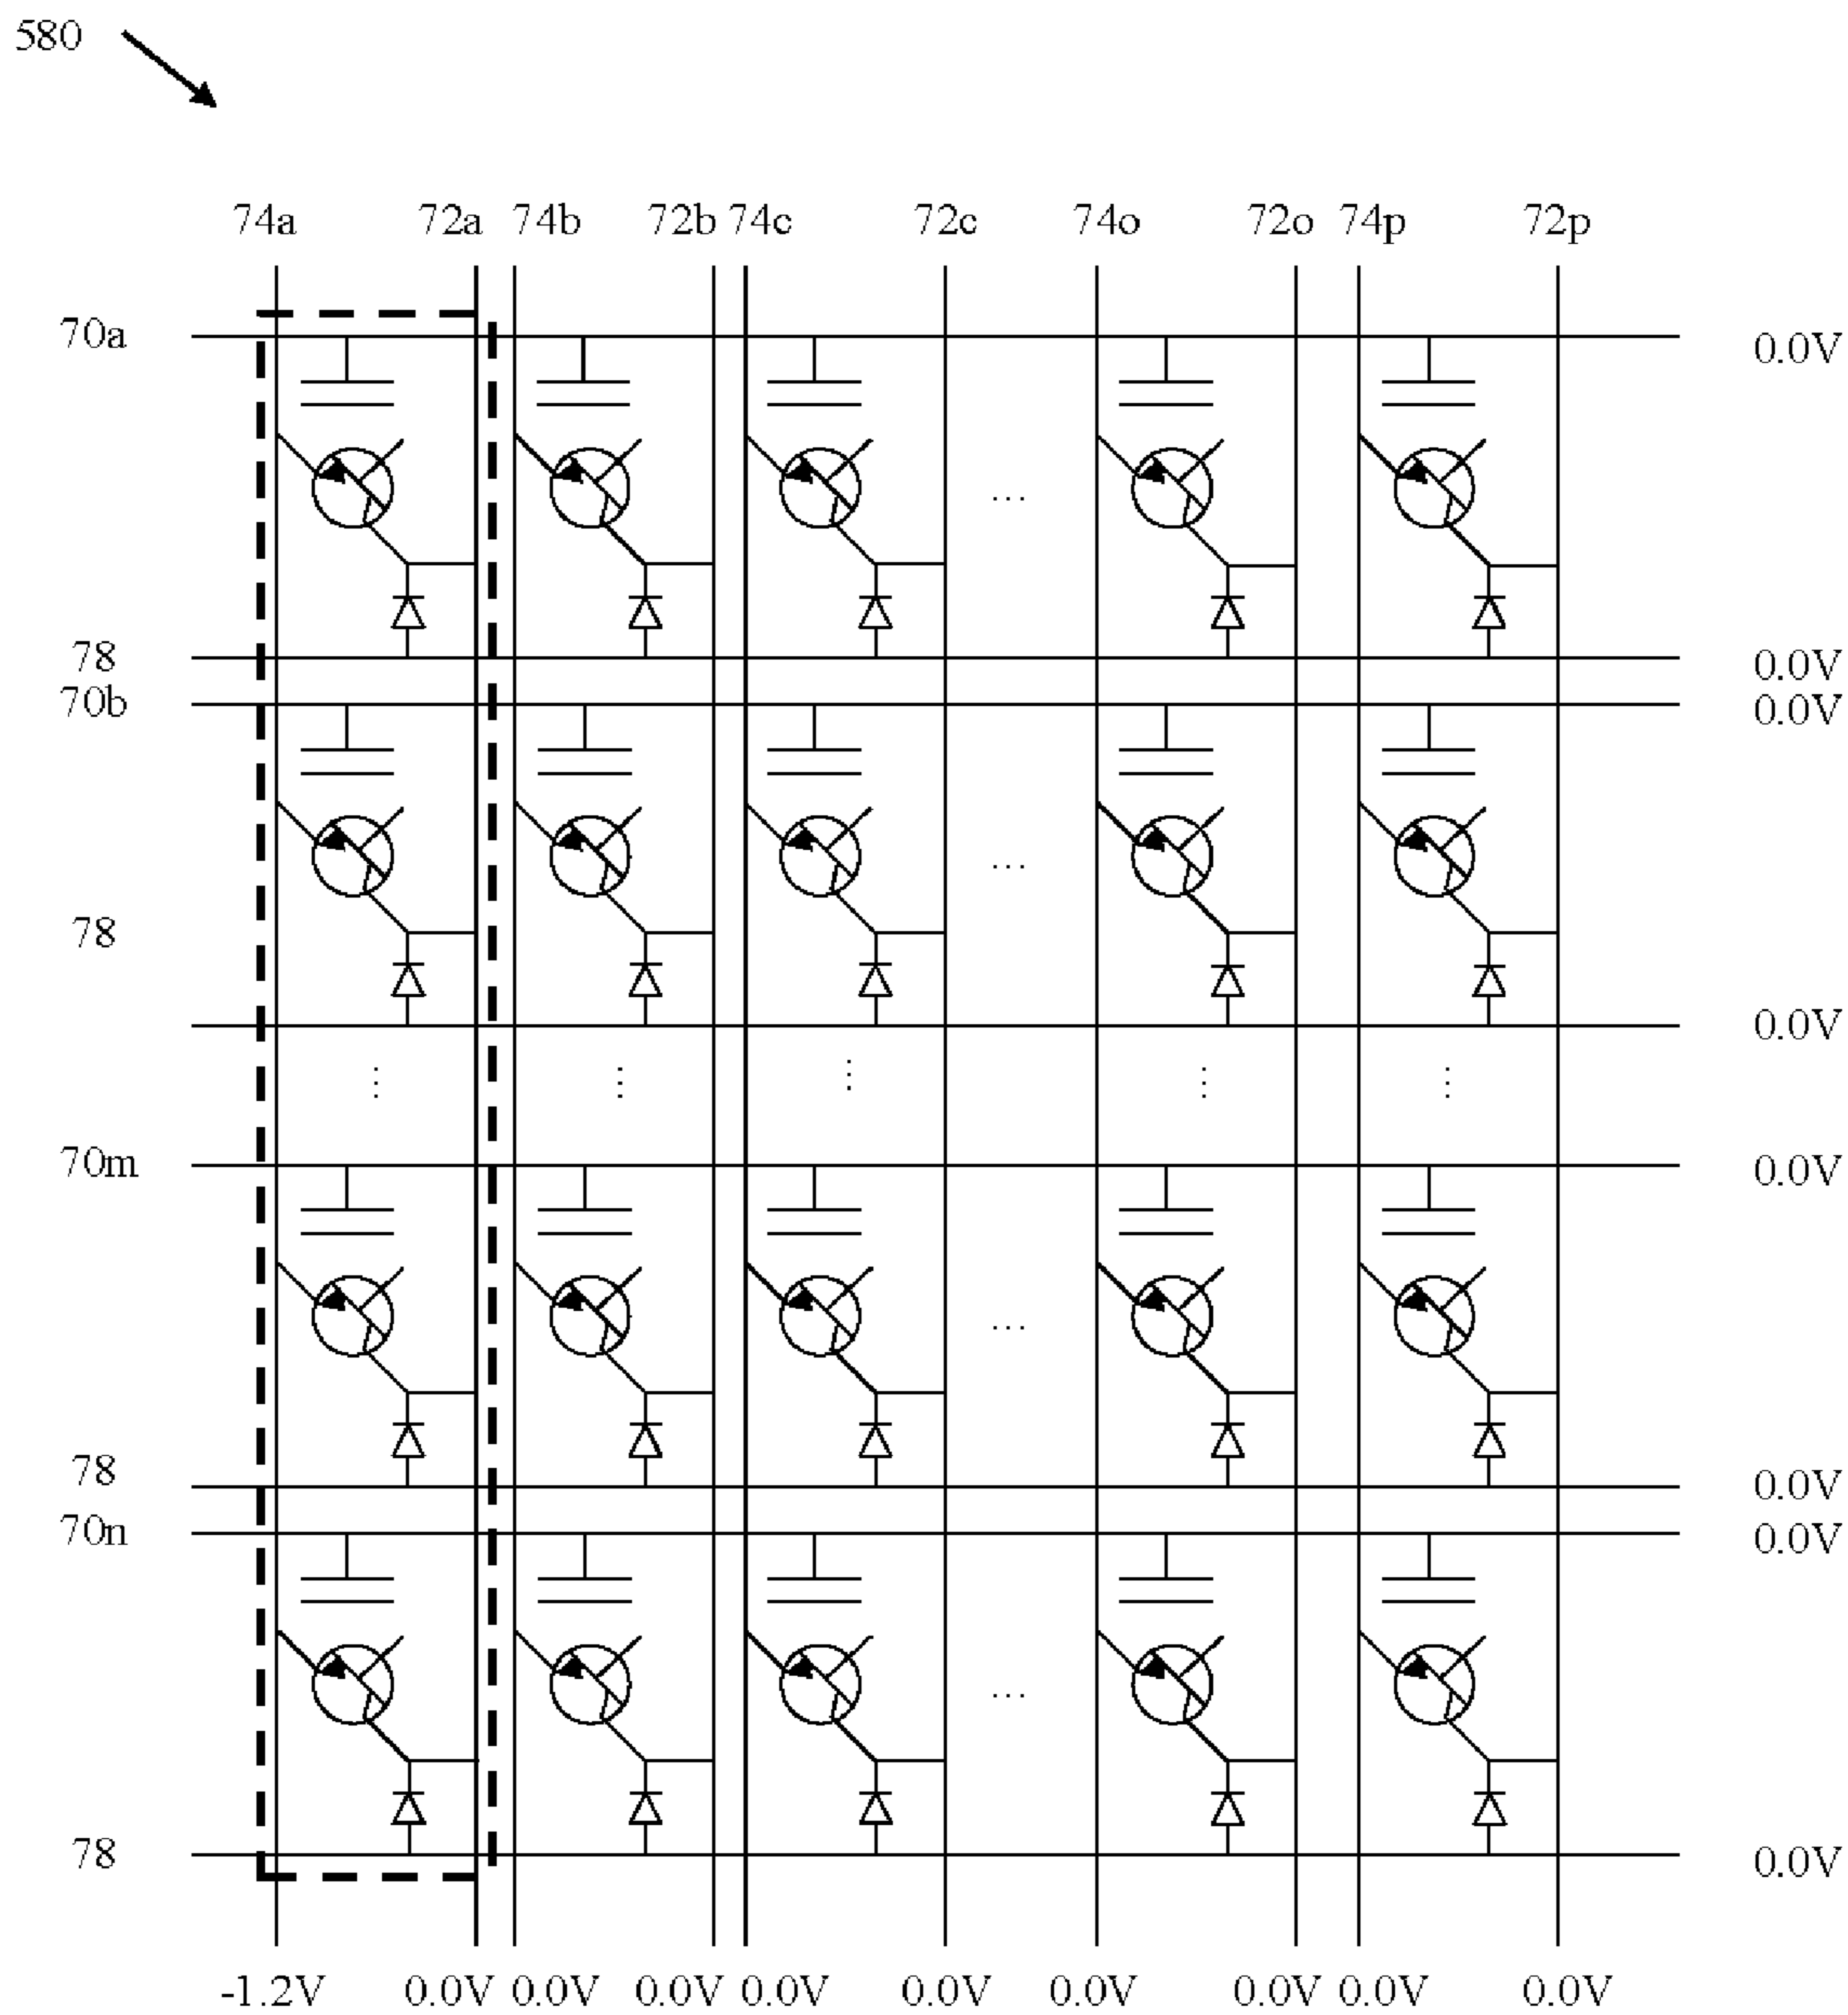 580
74a 72a 74b 72b 74c 72c 74o 72o 74p 72p
70a 0.0V
...
78 0.0V
70b 0.0V
...
78
0.0V
... ... ... ... ...
70m 0.0V
...
78 0.0V
70n 0.0V
...
78 0.0V
-1.2V 0.0V 0.0V 0.0V 0.0V 0.0V 0.0V 0.0V 0.0V 0.0V